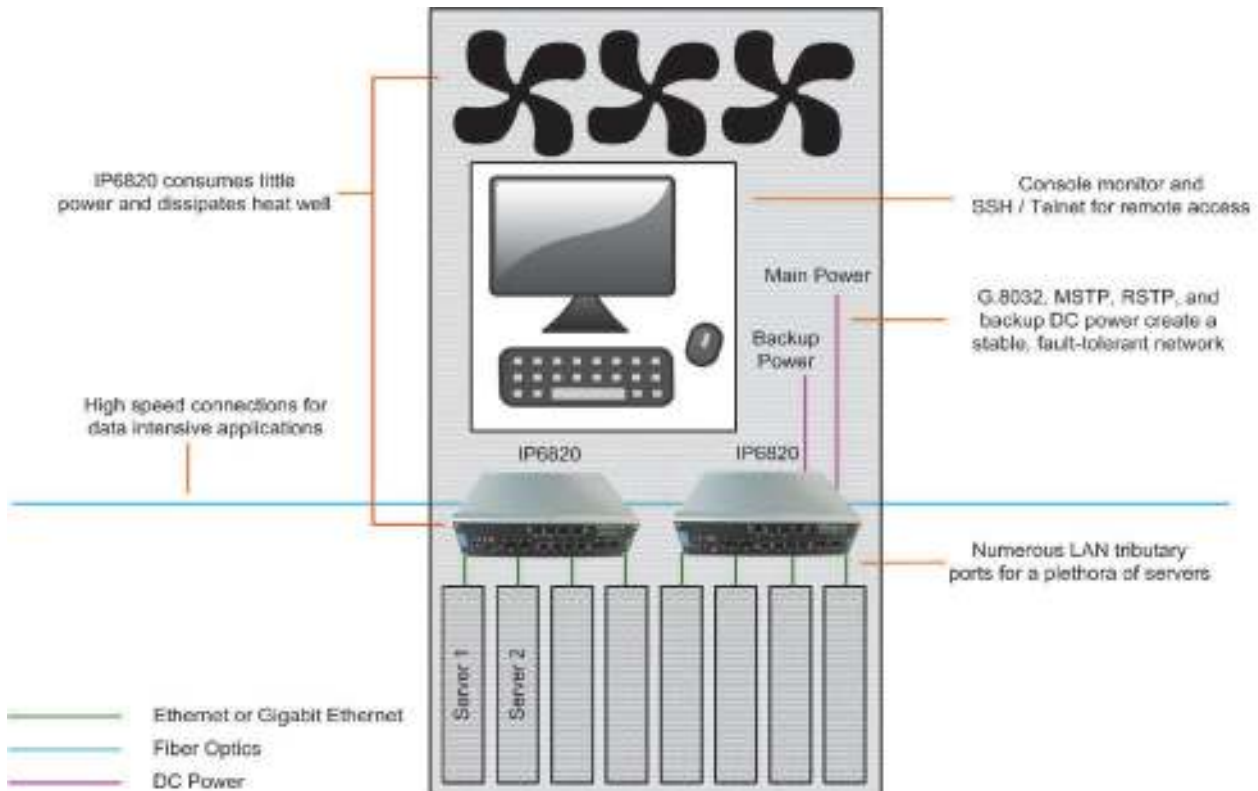 IP6820 consumes little
power and dissipates heat well
Console monitor and
SSH / Telnet for remote access
Main Power
G.8032, MSTP, RSTP, and
backup DC power create a
stable, fault-tolerant network
Backup
Power
High speed connections for
data intensive applications
IP6820
IP6820
Numerous LAN tributary
ports for a plethora of servers
Server 1
Server 2
Ethernet or Gigabit Ethernet
Fiber Optics
DC Power